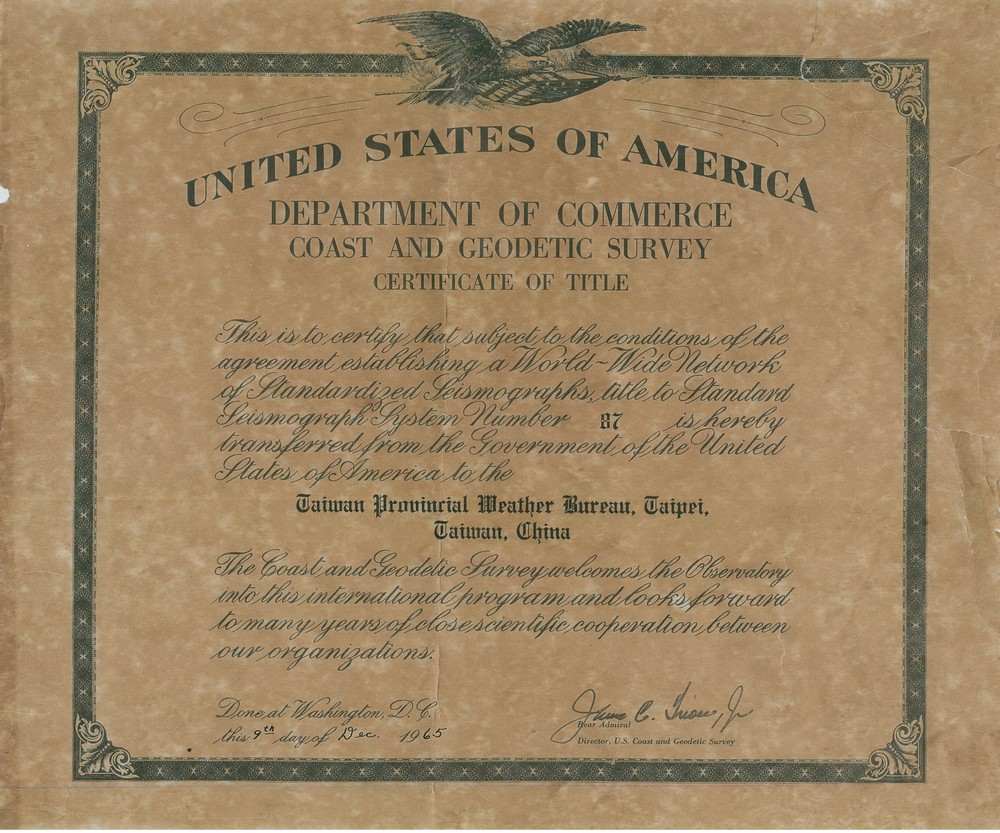 UNITED STATES OF AMERICA
DEPARTMENT OF COMMERCE
COAST AND GEODETIC SURVEY
CERTIFICATE OF TITLE
This is to certify that subject to the conditions of the
agreement establishing a World-Wide Network
of Standardized Seismographs, title to Standard
Seismograph System Number 87 is hereby
transferred from the Government of the United
States of America to the
Taiwan Provincial Weather Bureau, Taipei,
Taiwan, China
The Coast and Geodetic Survey welcomes the Observatory
into this international program and looks forward
to many years of close scientific cooperation between
our organizations.
Done at Washington, D. C.
this 9th day of Dec. 1965
James C. Tison, Jr
Rear Admiral
Director, U.S. Coast and Geodetic Survey